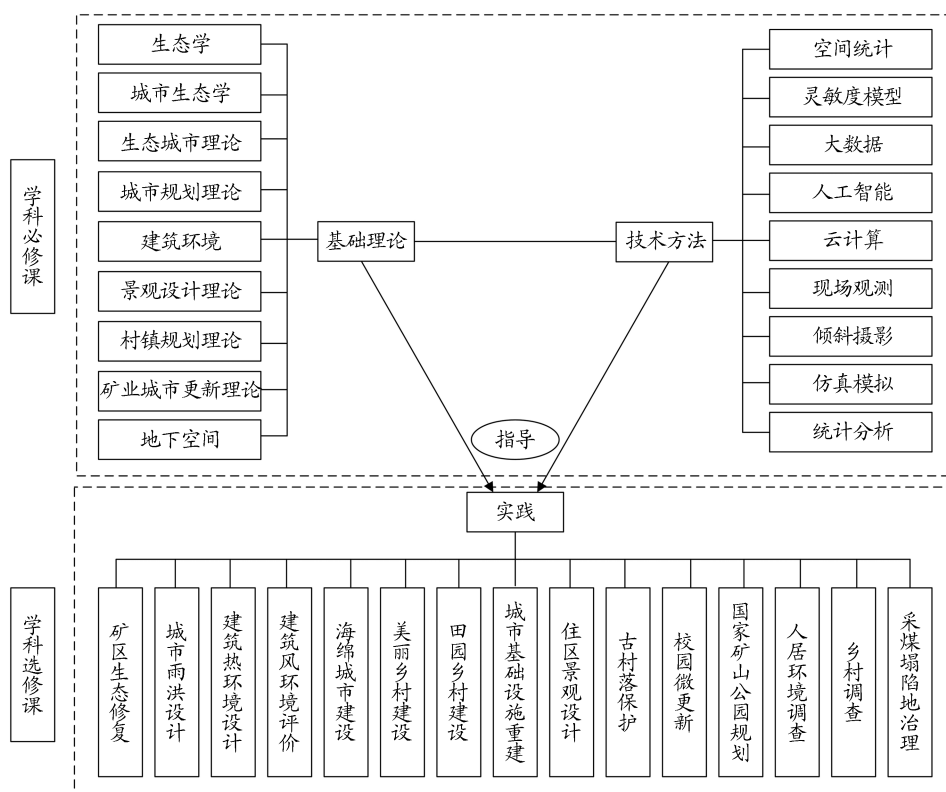 学科必修课
生态学
城市生态学
生态城市理论
城市规划理论
建筑环境
景观设计理论
村镇规划理论
矿业城市更新理论
地下空间
基础理论
技术方法
空间统计
灵敏度模型
大数据
人工智能
云计算
现场观测
倾斜摄影
仿真模拟
统计分析
指导
学科选修课
实践
矿区生态修复
城市雨洪设计
建筑热环境设计
建筑风环境评价
海绵城市建设
美丽乡村建设
田园乡村建设
城市基础设施重建
住区景观设计
古村落保护
校园微更新
国家矿山公园规划
人居环境调查
乡村调查
采煤塌陷地治理